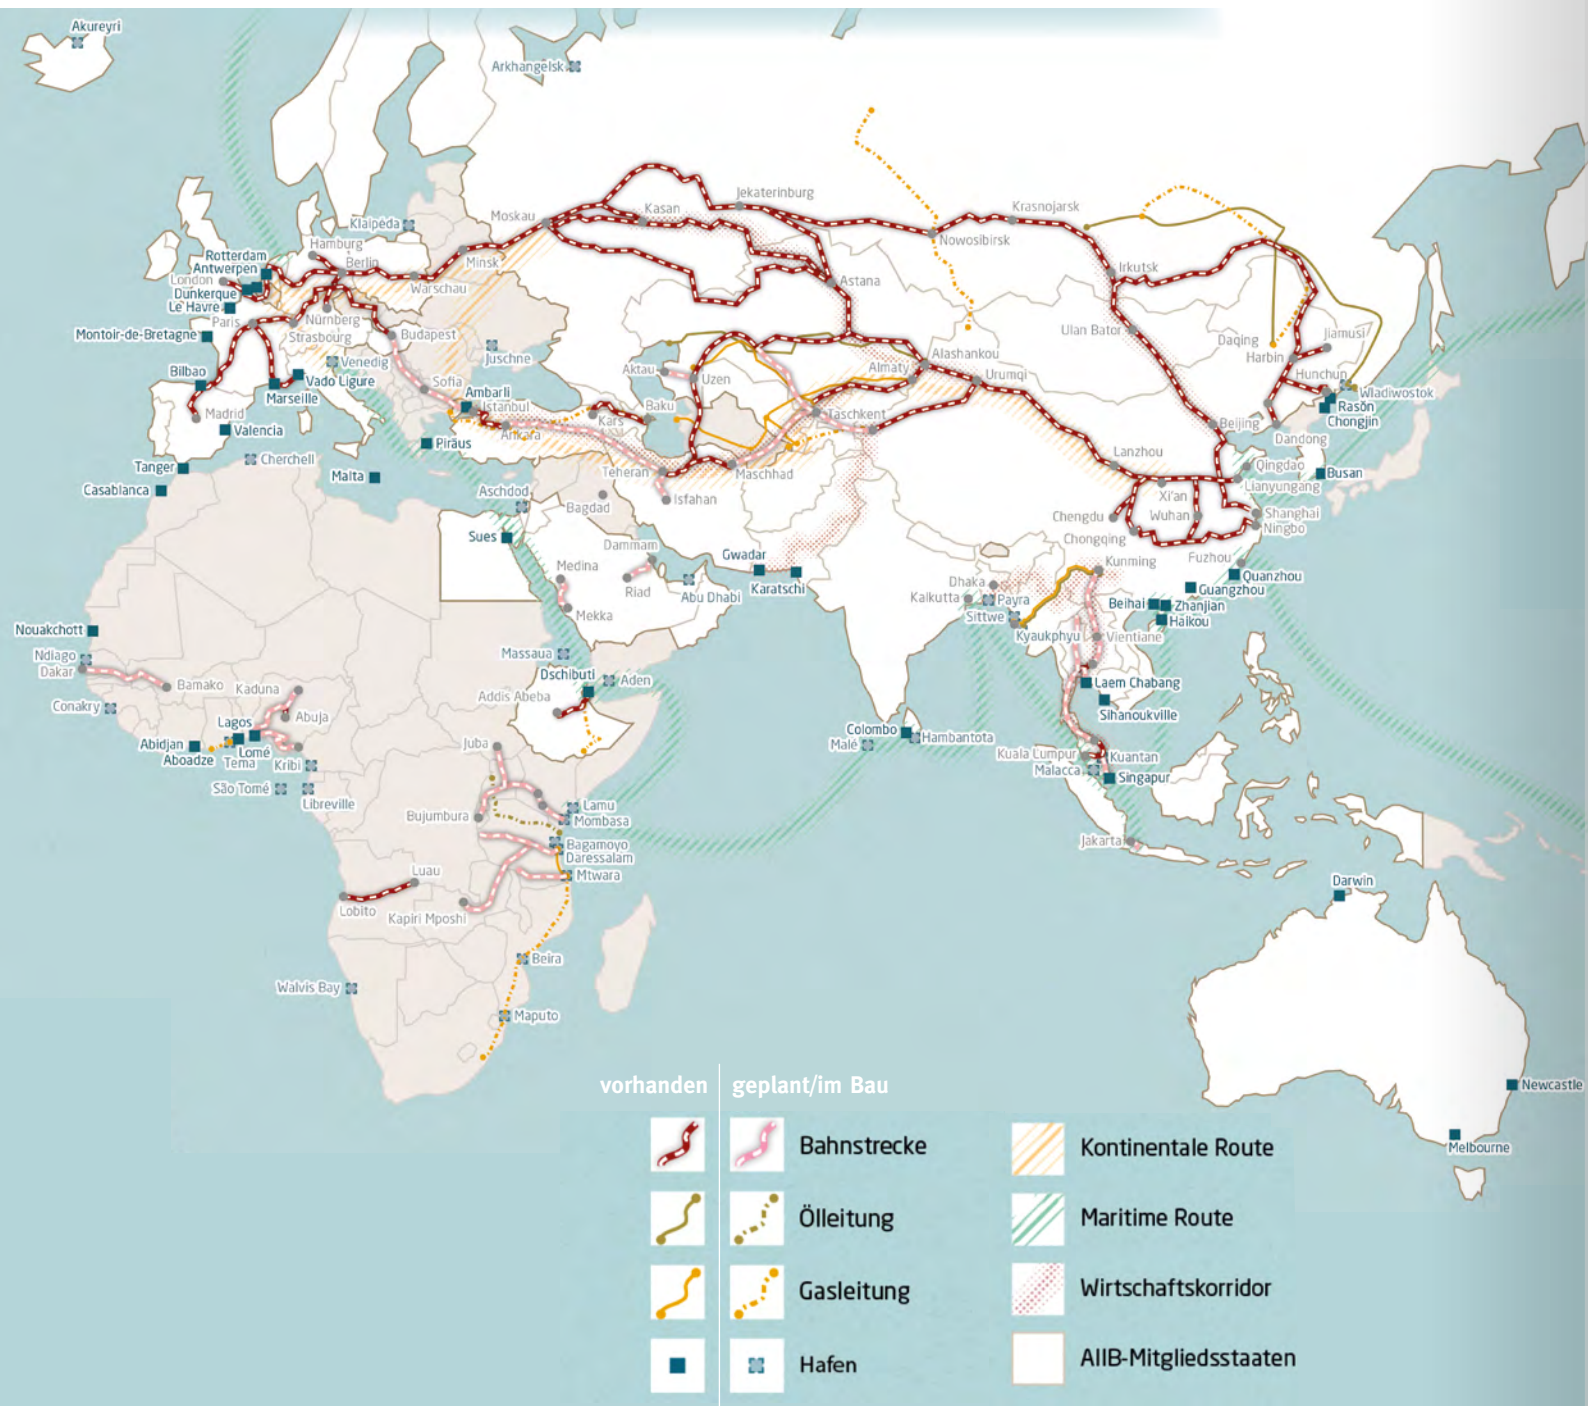 Akureyri
Arkhangelsk
Jekaterinburg
Moskau
Kasan
Krasnojarsk
Klaipėda
Nowosibirsk
Hamburg
Rotterdam
Berlin
Minsk
Antwerpen
Irkutsk
London
Astana
Warschau
Dunkerque
Le Havre
Nürnberg
Paris
Ulan Bator
Montoir-de-Bretagne
Strasbourg
Budapest
Daqing
Jiamusi
Juschne
Alashankou
Harbin
Venedig
Bilbao
Aktau
Almaty
Urumqi
Hunchun
Vado Ligure
Uzen
Sofia
Wladiwostok
Marseille
Ambarli
Rasŏn
Istanbul
Baku
Madrid
Kars
Taschkent
Chongjin
Valencia
Ankara
Beijing
Dandong
Piräus
Lanzhou
Cherchell
Tanger
Teheran
Maschhad
Qingdao
Busan
Malta
Lianyungang
Casablanca
Aschdod
Isfahan
Xi'an
Bagdad
Chengdu
Wuhan
Shanghai
Ningbo
Sues
Chongqing
Dammam
Gwadar
Fuzhou
Medina
Kunming
Quanzhou
Riad
Abu Dhabi
Karatschi
Dhaka
Guangzhou
Kalkutta
Payra
Beihai
Zhanjian
Mekka
Sittwe
Haikou
Nouakchott
Kyaukphyu
Vientiane
Ndiago
Massaua
Dakar
Dschibuti
Aden
Bamako
Kaduna
Laem Chabang
Conakry
Addis Abeba
Abuja
Sihanoukville
Lagos
Colombo
Hambantota
Abidjan
Juba
Malé
Lomé
Kuala Lumpur
Kuantan
Aboadze
Tema
Kribi
Malacca
Singapur
São Tomé
Libreville
Lamu
Bujumbura
Mombasa
Bagamoyo
Jakarta
Daressalam
Luau
Mtwara
Darwin
Lobito
Kapiri Mposhi
Beira
Walvis Bay
Maputo
Newcastle
Melbourne
vorhanden
geplant/im Bau
Bahnstrecke
Kontinentale Route
Ölleitung
Maritime Route
Gasleitung
Wirtschaftskorridor
Hafen
AIIB-Mitgliedsstaaten